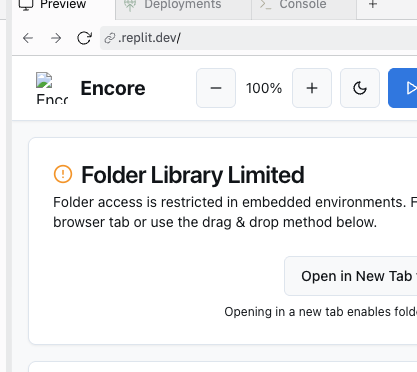 Preview Deployments Console
.replit.dev/
Enco
Encore 100%
Folder Library Limited
Folder access is restricted in embedded environments.
browser tab or use the drag & drop method below.
Open in New Tab
Opening in a new tab enables